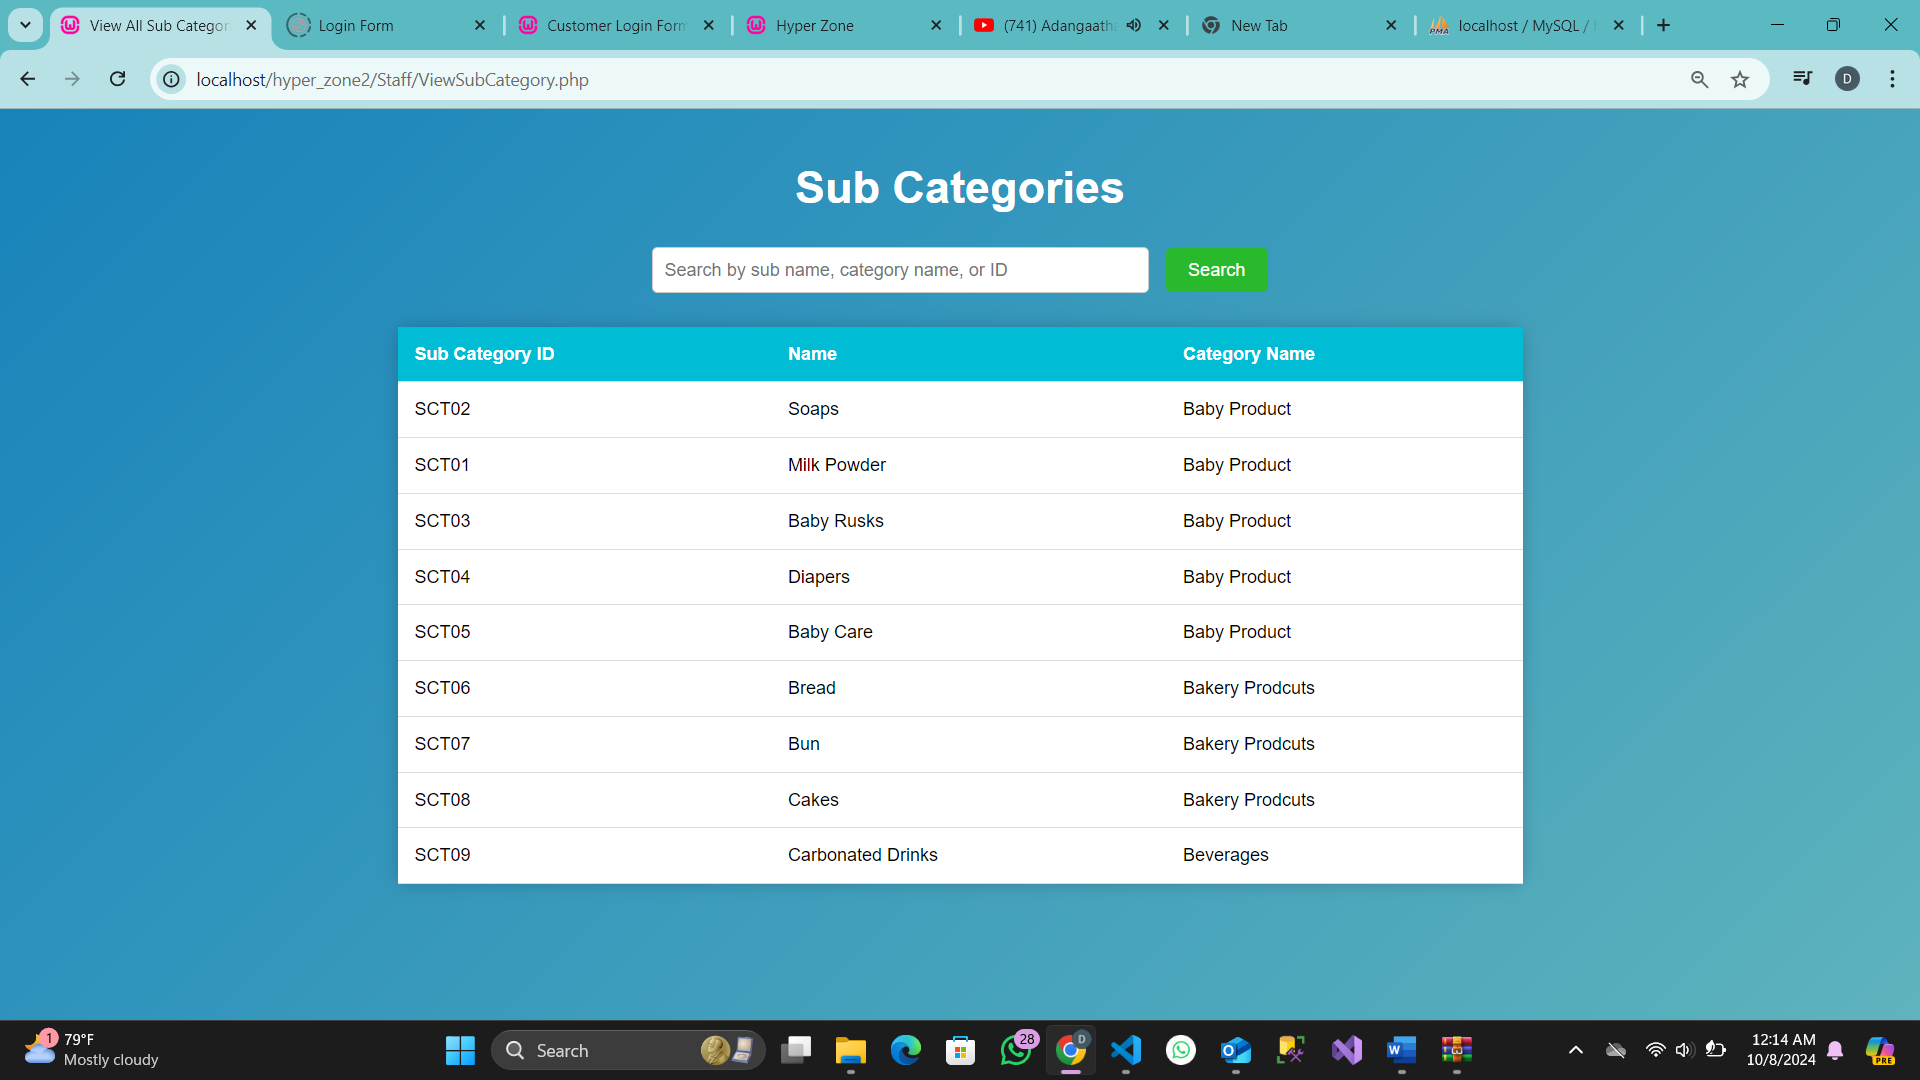 View All Sub Categor
Login Form
Customer Login Form
Hyper Zone
(741) Adangaatha
New Tab
localhost / MySQL /
localhost/hyper_zone2/Staff/ViewSubCategory.php
D
Sub Categories
Search by sub name, category name, or ID
Search
Sub Category ID Name Category Name
SCT02 Soaps Baby Product
SCT01 Milk Powder Baby Product
SCT03 Baby Rusks Baby Product
SCT04 Diapers Baby Product
SCT05 Baby Care Baby Product
SCT06 Bread Bakery Prodcuts
SCT07 Bun Bakery Prodcuts
SCT08 Cakes Bakery Prodcuts
SCT09 Carbonated Drinks Beverages
1
79°F
Mostly cloudy
Search
28
D
12:14 AM
10/8/2024
PRE